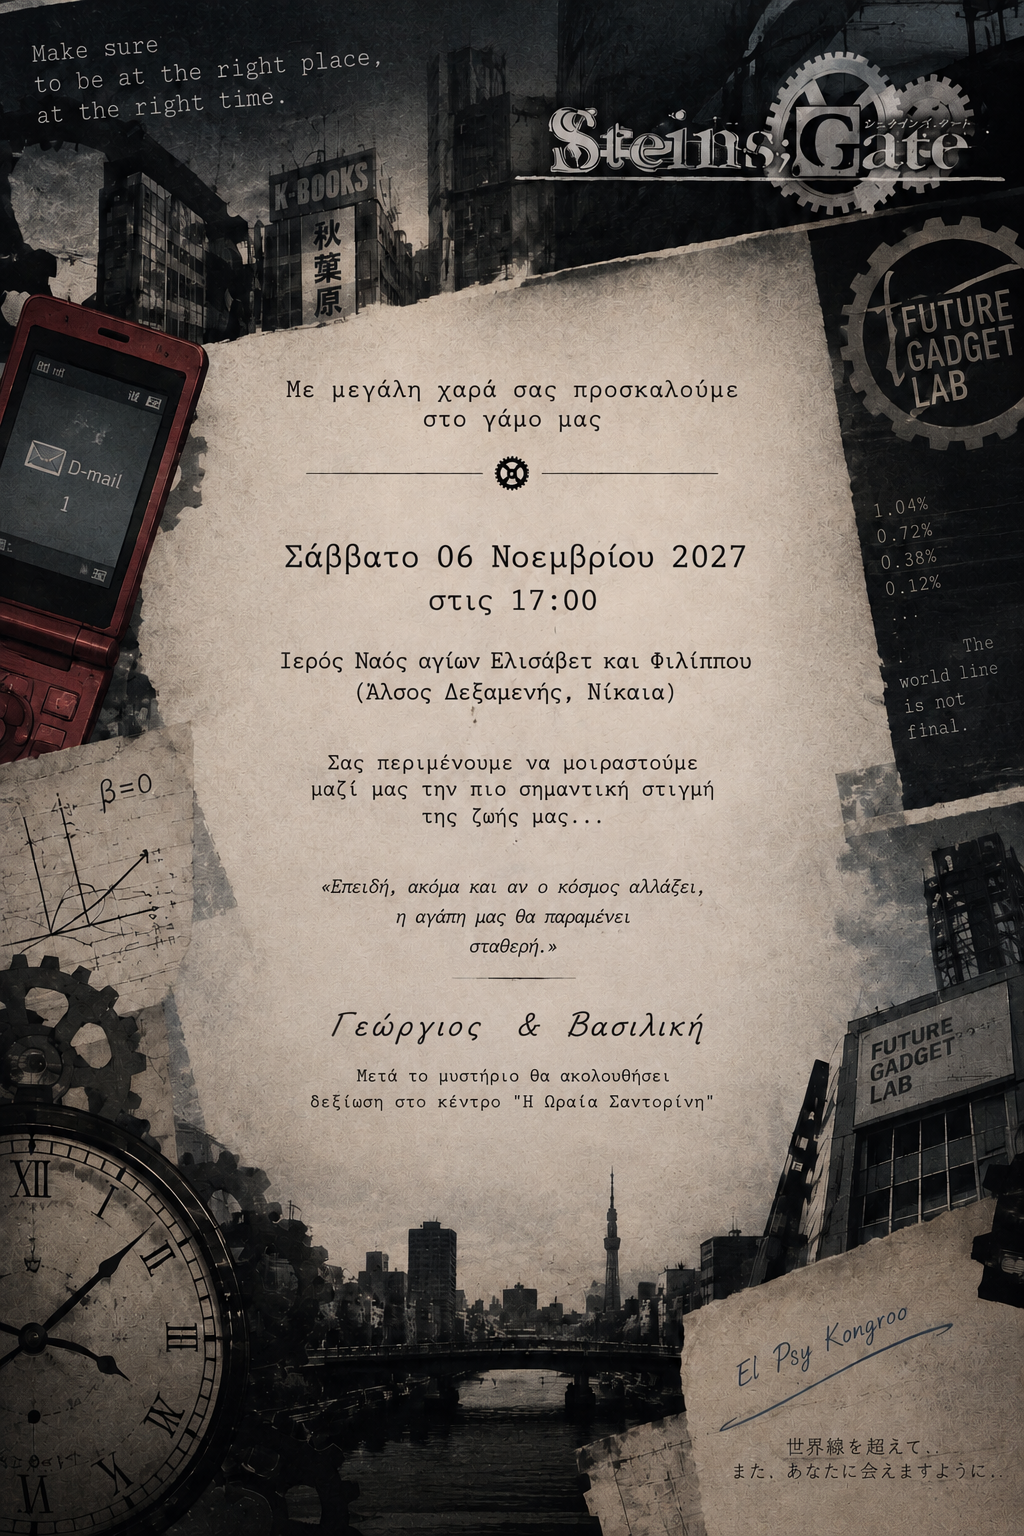 Make sure
to be at the right place,
at the right time.
Steins;Gate
K-BOOKS
秋葉原
FUTURE
GADGET
LAB
D-mail
1
Με μεγάλη χαρά σας προσκαλούμε
στο γάμο μας
Σάββατο 06 Νοεμβρίου 2027
στις 17:00
Ιερός Ναός αγίων Ελισάβετ και Φιλίππου
(Άλσος Δεξαμενής, Νίκαια)
Σας περιμένουμε να μοιραστούμε
μαζί μας την πιο σημαντική στιγμή
της ζωής μας...
«Επειδή, ακόμα και αν ο κόσμος αλλάξει,
η αγάπη μας θα παραμένει
σταθερή.»
Γεώργιος & Βασιλική
Μετά το μυστήριο θα ακολουθήσει
δεξίωση στο κέντρο "Η Ωραία Σαντορίνη"
1.04%
0.72%
0.38%
0.12%
...
The
world line
is not
final.
β=0
FUTURE
GADGET
LAB
XII
I
II
III
El Psy Kongroo
世界線を超えて..
また、あなたに会えますように...